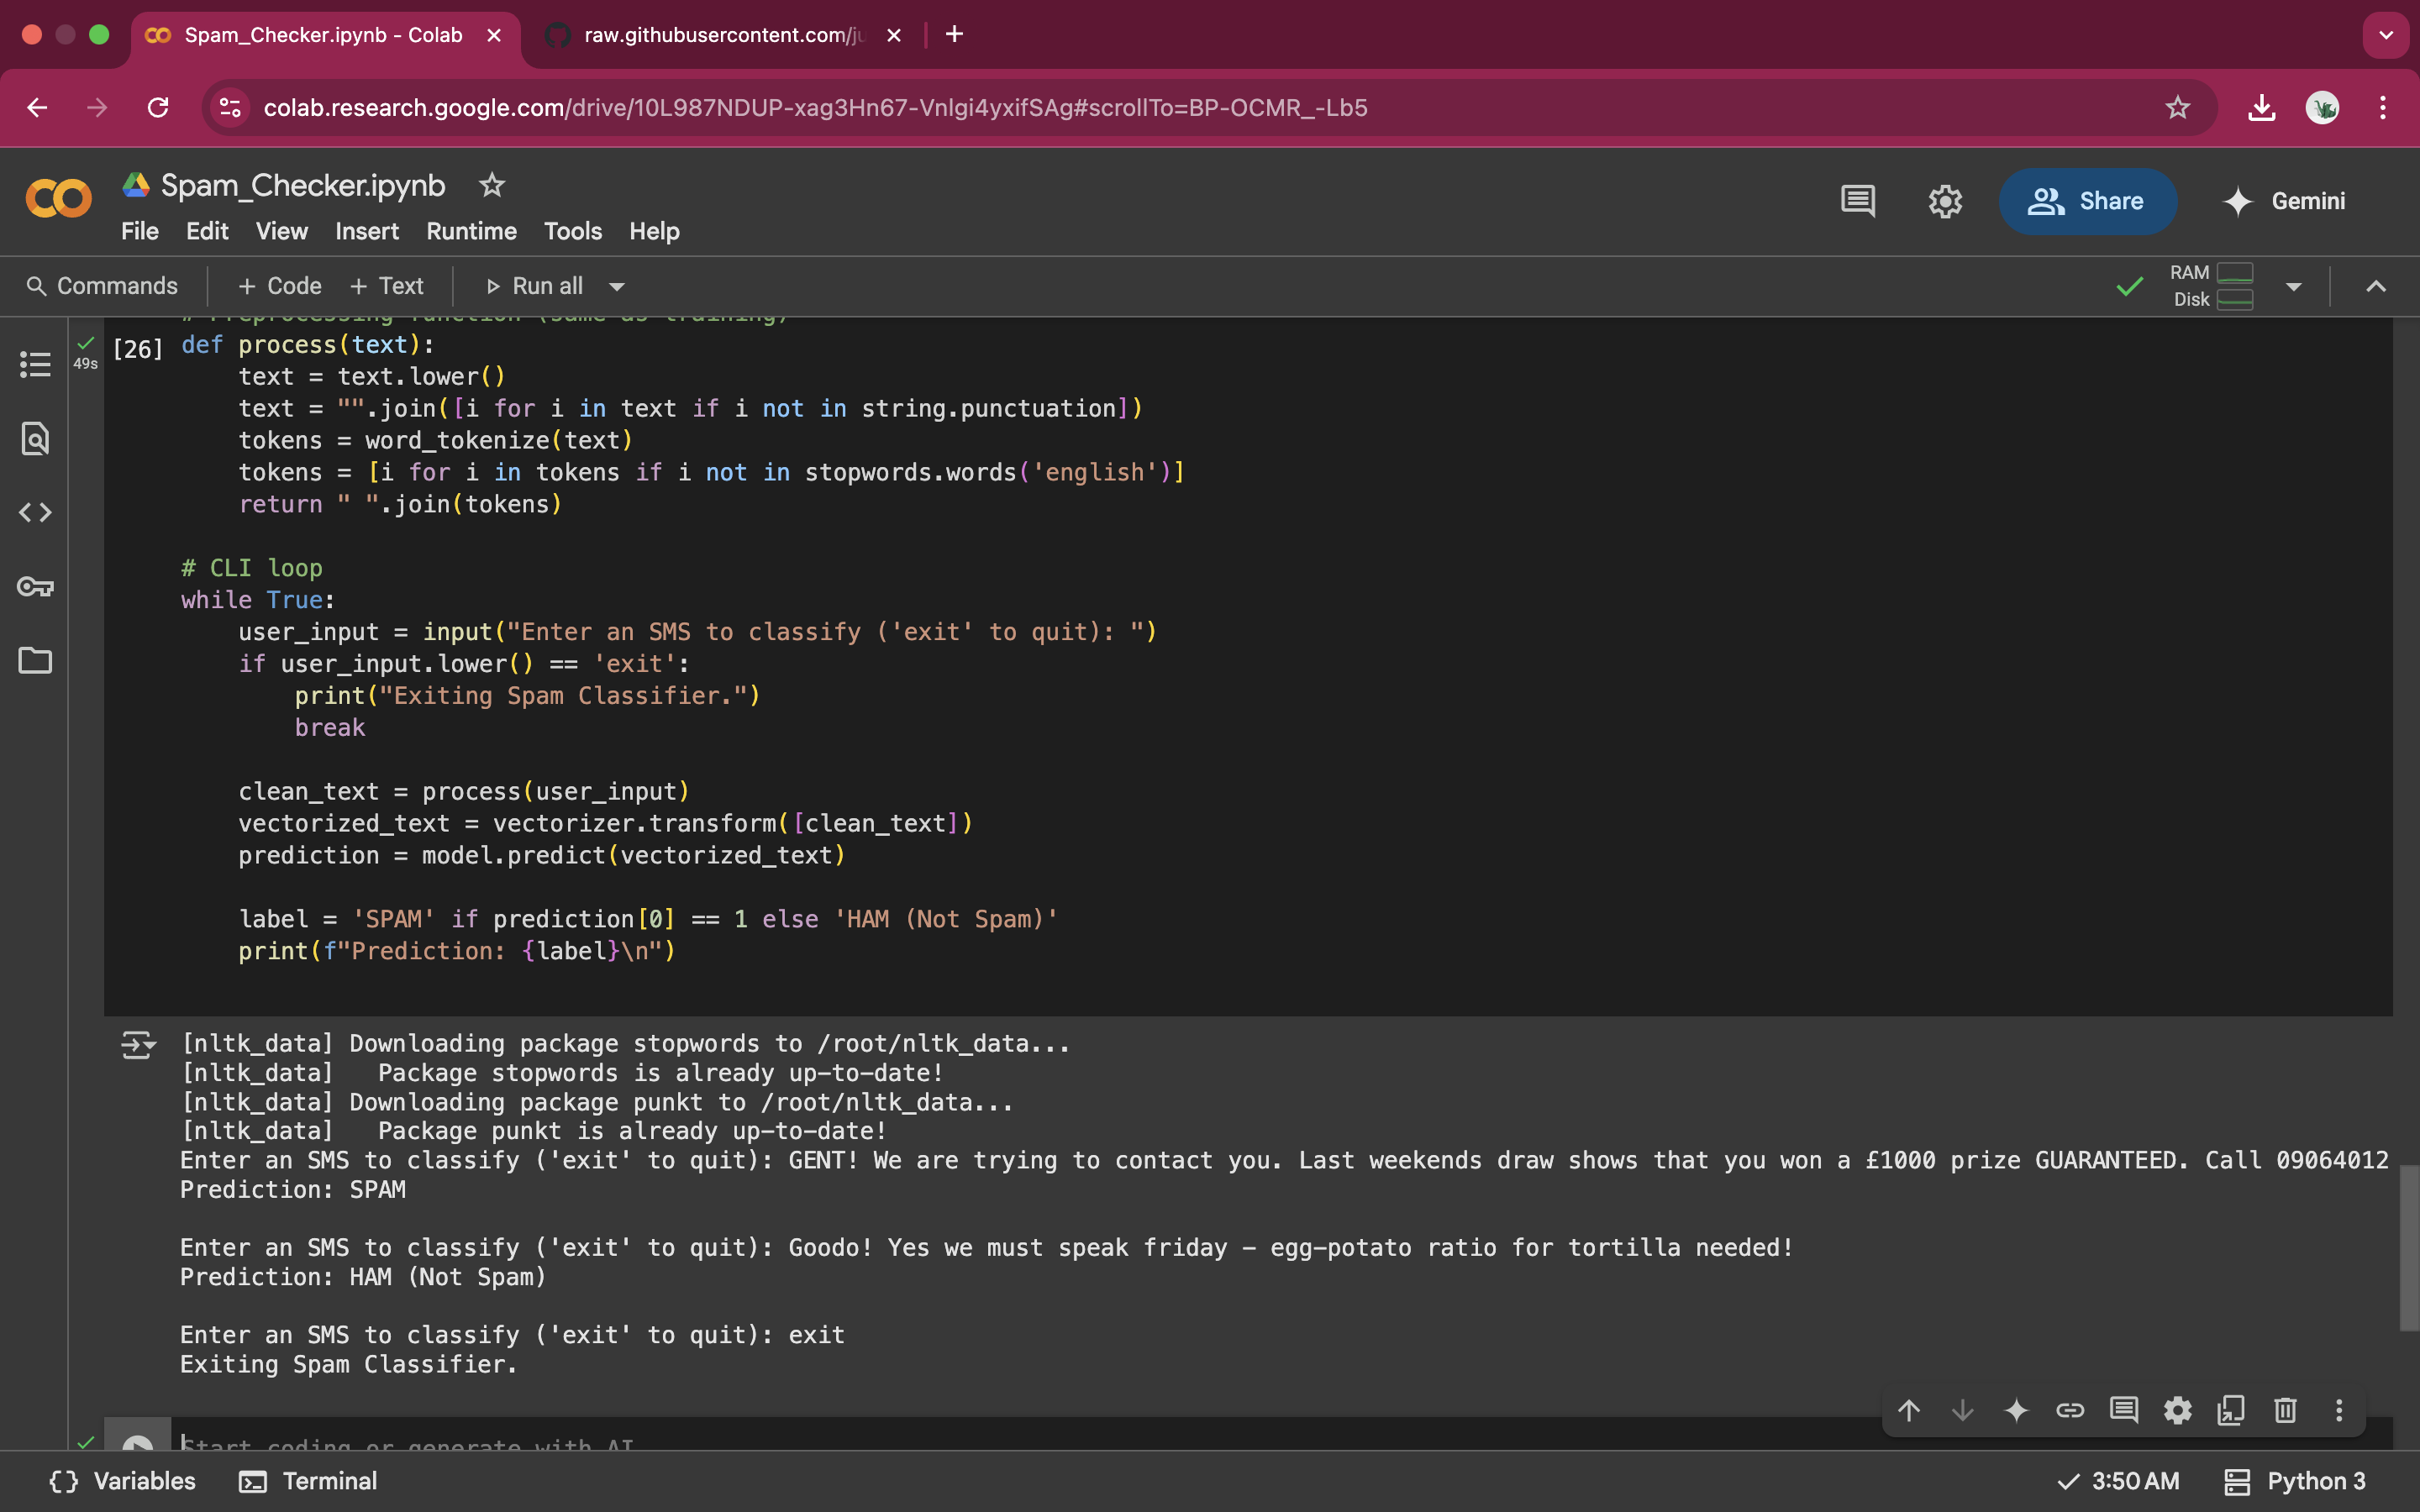 Spam_Checker.ipynb - Colab
raw.githubusercontent.com/ju
colab.research.google.com/drive/10L987NDUP-xag3Hn67-Vnlgi4yxifSAg#scrollTo=BP-OCMR_-Lb5
Spam_Checker.ipynb
Share
Gemini
File Edit View Insert Runtime Tools Help
Commands + Code + Text Run all
RAM
Disk
# Preprocessing function (same as training)
49s
[26] def process(text):
    text = text.lower()
    text = "".join([i for i in text if i not in string.punctuation])
    tokens = word_tokenize(text)
    tokens = [i for i in tokens if i not in stopwords.words('english')]
    return " ".join(tokens)
# CLI loop
while True:
    user_input = input("Enter an SMS to classify ('exit' to quit): ")
    if user_input.lower() == 'exit':
        print("Exiting Spam Classifier.")
        break
    clean_text = process(user_input)
    vectorized_text = vectorizer.transform([clean_text])
    prediction = model.predict(vectorized_text)
    label = 'SPAM' if prediction[0] == 1 else 'HAM (Not Spam)'
    print(f"Prediction: {label}\n")
[nltk_data] Downloading package stopwords to /root/nltk_data...
[nltk_data]   Package stopwords is already up-to-date!
[nltk_data] Downloading package punkt to /root/nltk_data...
[nltk_data]   Package punkt is already up-to-date!
Enter an SMS to classify ('exit' to quit): GENT! We are trying to contact you. Last weekends draw shows that you won a £1000 prize GUARANTEED. Call 09064012
Prediction: SPAM
Enter an SMS to classify ('exit' to quit): Goodo! Yes we must speak friday - egg-potato ratio for tortilla needed!
Prediction: HAM (Not Spam)
Enter an SMS to classify ('exit' to quit): exit
Exiting Spam Classifier.
Start coding or generate with AI
Variables Terminal
3:50 AM Python 3